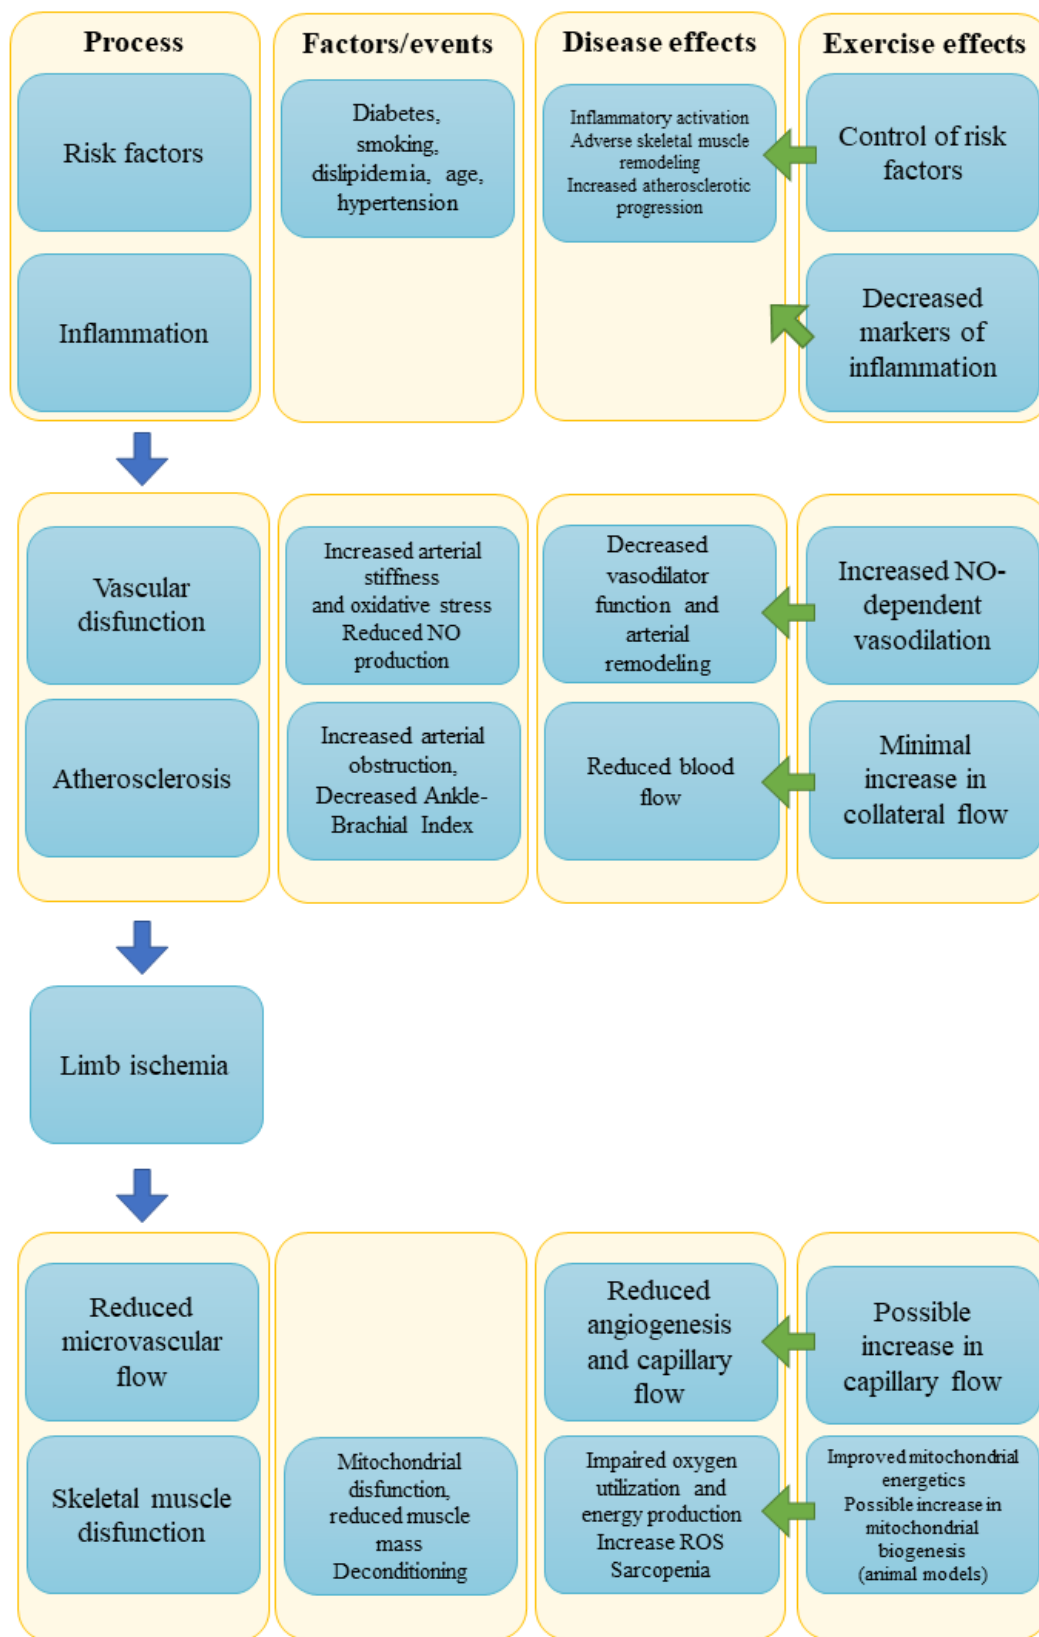 Process
Factors/events
Disease effects
Exercise effects
Risk factors
Diabetes,
smoking,
dislipidemia, age,
hypertension
Inflammatory activation
Adverse skeletal muscle
remodeling
Increased atherosclerotic
progression
Control of risk
factors
Inflammation
Decreased
markers of
inflammation
Vascular
disfunction
Increased arterial
stiffness
and oxidative stress
Reduced NO
production
Decreased
vasodilator
function and
arterial
remodeling
Increased NO-
dependent
vasodilation
Atherosclerosis
Increased arterial
obstruction,
Decreased Ankle-
Brachial Index
Reduced blood
flow
Minimal
increase in
collateral flow
Limb ischemia
Reduced
microvascular
flow
Reduced
angiogenesis
and capillary
flow
Possible
increase in
capillary flow
Skeletal muscle
disfunction
Mitochondrial
disfunction,
reduced muscle
mass
Deconditioning
Impaired oxygen
utilization and
energy production
Increase ROS
Sarcopenia
Improved mitochondrial
energetics
Possible increase in
mitochondrial
biogenesis
(animal models)